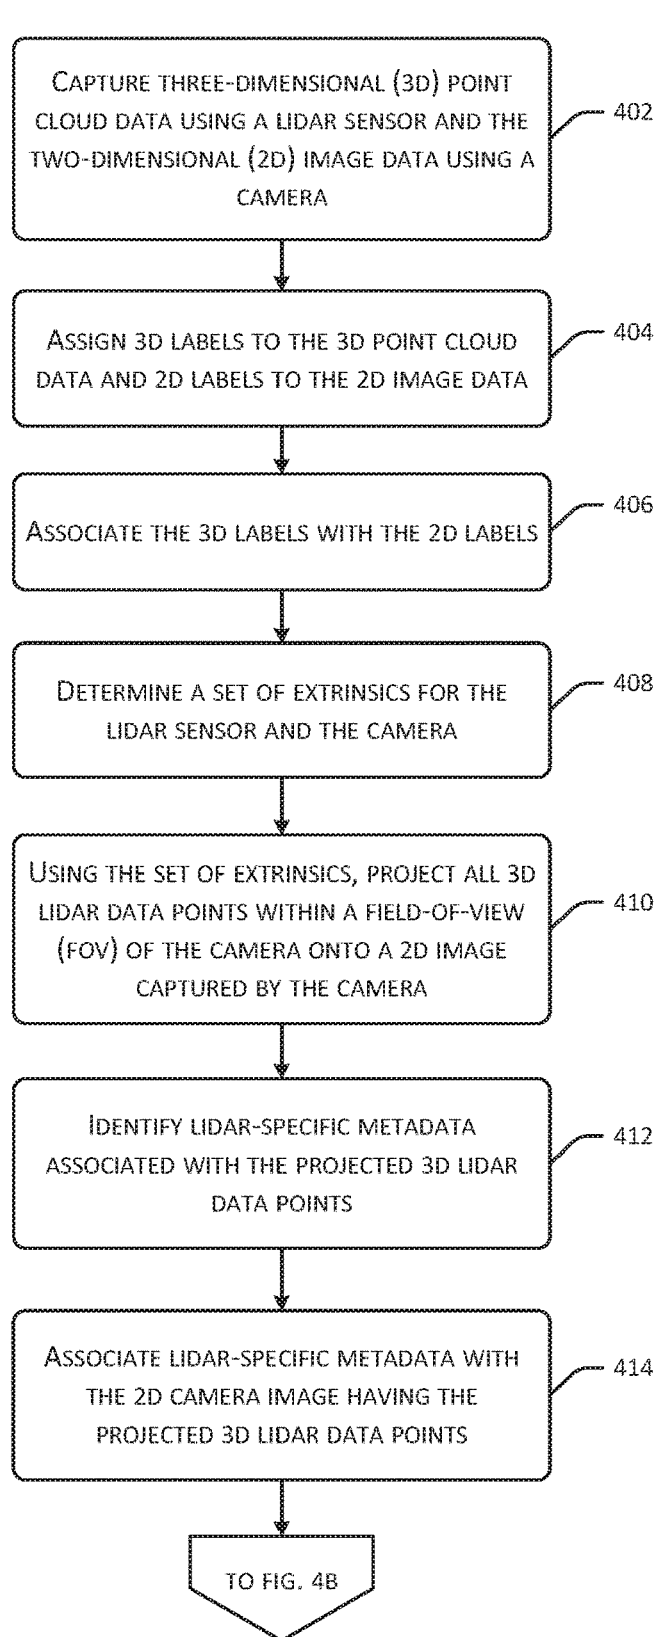 CAPTURE THREE-DIMENSIONAL (3D) POINT
CLOUD DATA USING A LIDAR SENSOR AND THE
TWO-DIMENSIONAL (2D) IMAGE DATA USING A
CAMERA
402
ASSIGN 3D LABELS TO THE 3D POINT CLOUD
DATA AND 2D LABELS TO THE 2D IMAGE DATA
404
ASSOCIATE THE 3D LABELS WITH THE 2D LABELS
406
DETERMINE A SET OF EXTRINSICS FOR THE
LIDAR SENSOR AND THE CAMERA
408
USING THE SET OF EXTRINSICS, PROJECT ALL 3D
LIDAR DATA POINTS WITHIN A FIELD-OF-VIEW
(FOV) OF THE CAMERA ONTO A 2D IMAGE
CAPTURED BY THE CAMERA
410
IDENTIFY LIDAR-SPECIFIC METADATA
ASSOCIATED WITH THE PROJECTED 3D LIDAR
DATA POINTS
412
ASSOCIATE LIDAR-SPECIFIC METADATA WITH
THE 2D CAMERA IMAGE HAVING THE
PROJECTED 3D LIDAR DATA POINTS
414
TO FIG. 4B